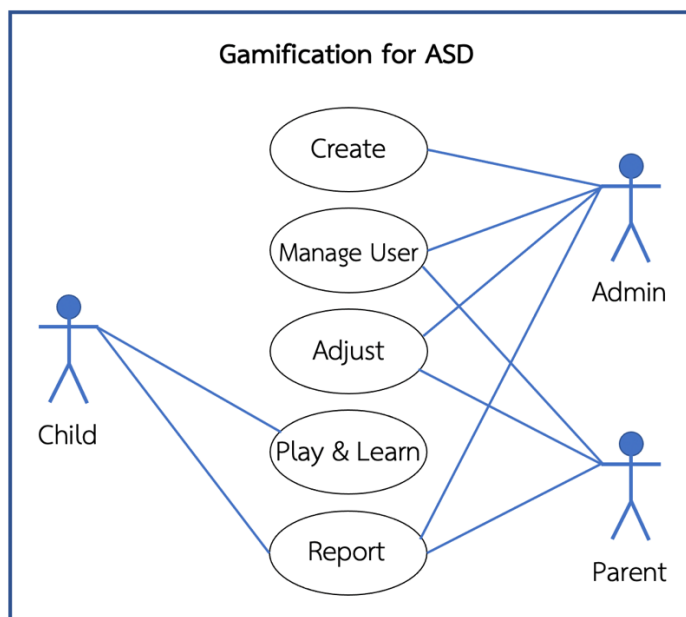 Gamification for ASD
Create
Manage User
Admin
Adjust
Child
Play & Learn
Report
Parent